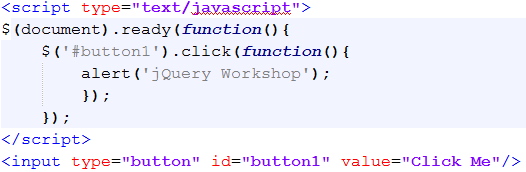 <script type="text/javascript">
$(document).ready(function(){
    $('#button1').click(function(){
        alert('jQuery Workshop');
        });
    });
</script>
<input type="button" id="button1" value="Click Me"/>